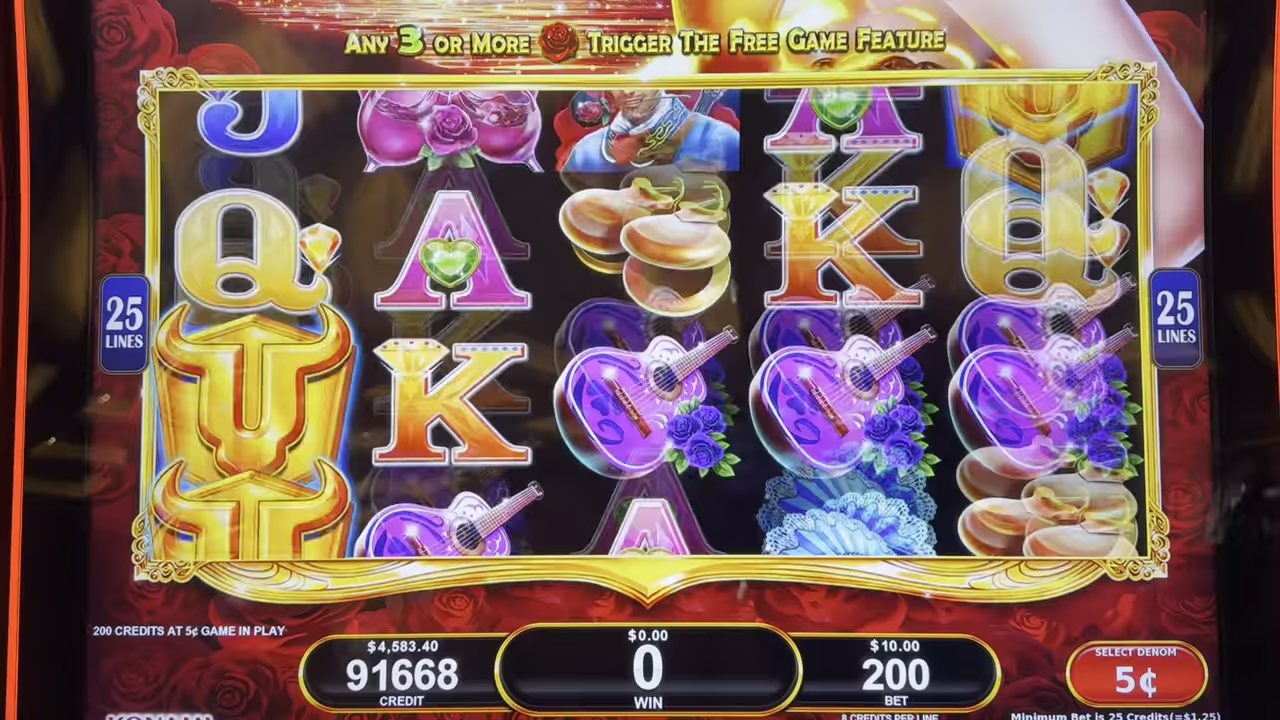 ANY 3 OR MORE TRIGGER THE FREE GAME FEATURE
J
A
Q
A
K
Q
25 LINES
25 LINES
K
A
200 CREDITS AT 5¢ GAME IN PLAY
$4,583.40
91668
CREDIT
$0.00
0
WIN
$10.00
200
BET
SELECT DENOM
5¢
KONAMI
8 CREDITS PER LINE
Minimum Bet is 25 Credits(=$1.25)